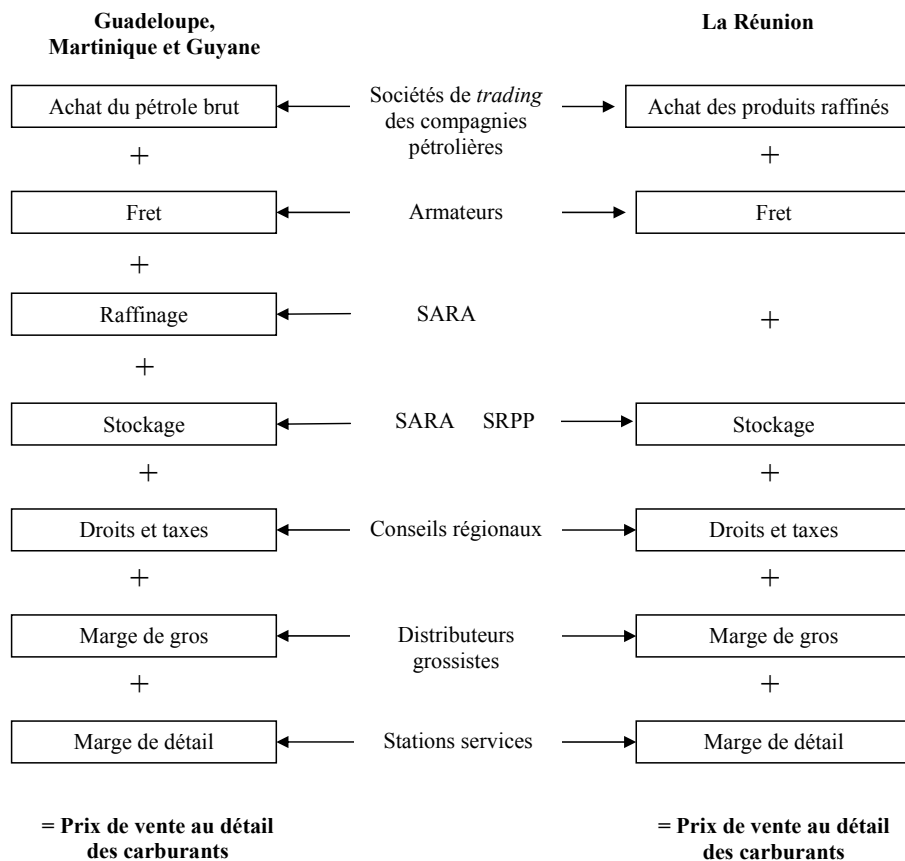 Guadeloupe,
Martinique et Guyane
La Réunion
Achat du pétrole brut
Sociétés de trading
des compagnies
pétrolières
Achat des produits raffinés
+
+
Fret
Armateurs
Fret
+
Raffinage
SARA
+
+
Stockage
SARA SRPP
Stockage
+
+
Droits et taxes
Conseils régionaux
Droits et taxes
+
+
Marge de gros
Distributeurs
grossistes
Marge de gros
+
+
Marge de détail
Stations services
Marge de détail
= Prix de vente au détail
des carburants
= Prix de vente au détail
des carburants